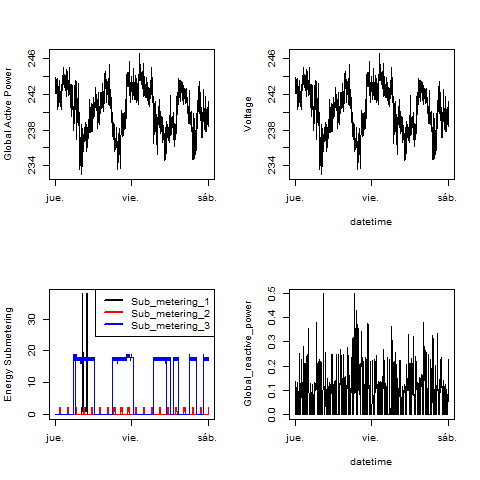 Global Active Power
246
242
238
234
jue.
vie.
sáb.
Voltage
246
242
238
234
jue.
vie.
sáb.
datetime
Energy Submetering
30
20
10
0
Sub_metering_1
Sub_metering_2
Sub_metering_3
jue.
vie.
sáb.
Global_reactive_power
0.5
0.4
0.3
0.2
0.1
0.0
jue.
vie.
sáb.
datetime